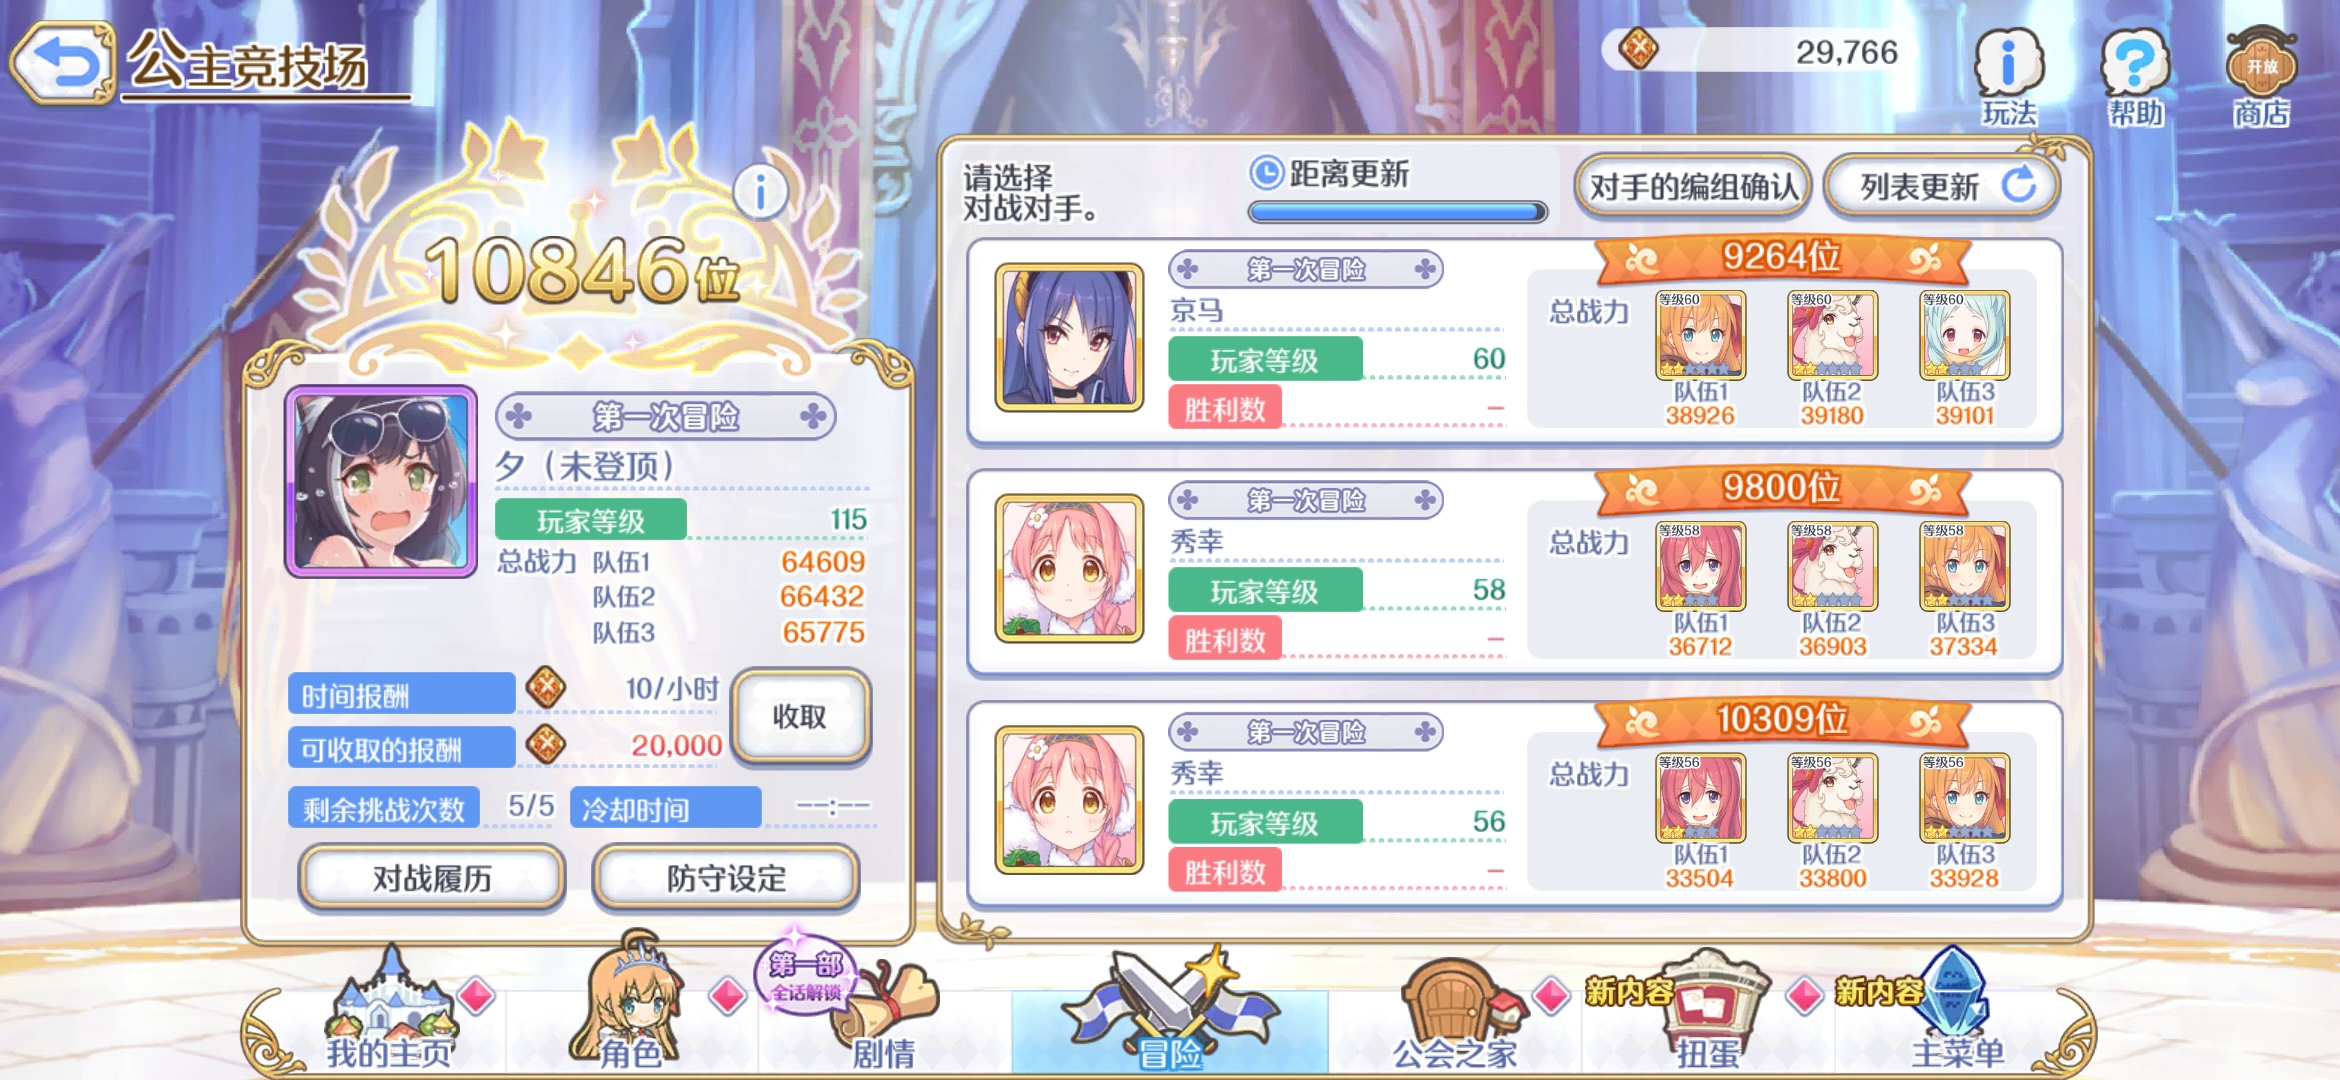 公主竞技场
29,766
玩法
帮助
开放
商店
10846位
第一次冒险
夕（未登顶）
玩家等级 115
总战力 队伍1 64609
队伍2 66432
队伍3 65775
时间报酬 10/小时
可收取的报酬 20,000
收取
剩余挑战次数 5/5 冷却时间 --:--
对战履历
防守设定
请选择
对战对手。
距离更新
对手的编组确认
列表更新
第一次冒险
京马
玩家等级 60
胜利数 –
9264位
总战力
等级60 等级60 等级60
队伍1 队伍2 队伍3
38926 39180 39101
第一次冒险
秀幸
玩家等级 58
胜利数 –
9800位
总战力
等级58 等级58 等级58
队伍1 队伍2 队伍3
36712 36903 37334
第一次冒险
秀幸
玩家等级 56
胜利数 –
10309位
总战力
等级56 等级56 等级56
队伍1 队伍2 队伍3
33504 33800 33928
我的主页
角色
第一部
全话解锁
剧情
冒险
公会之家
新内容
扭蛋
新内容
主菜单